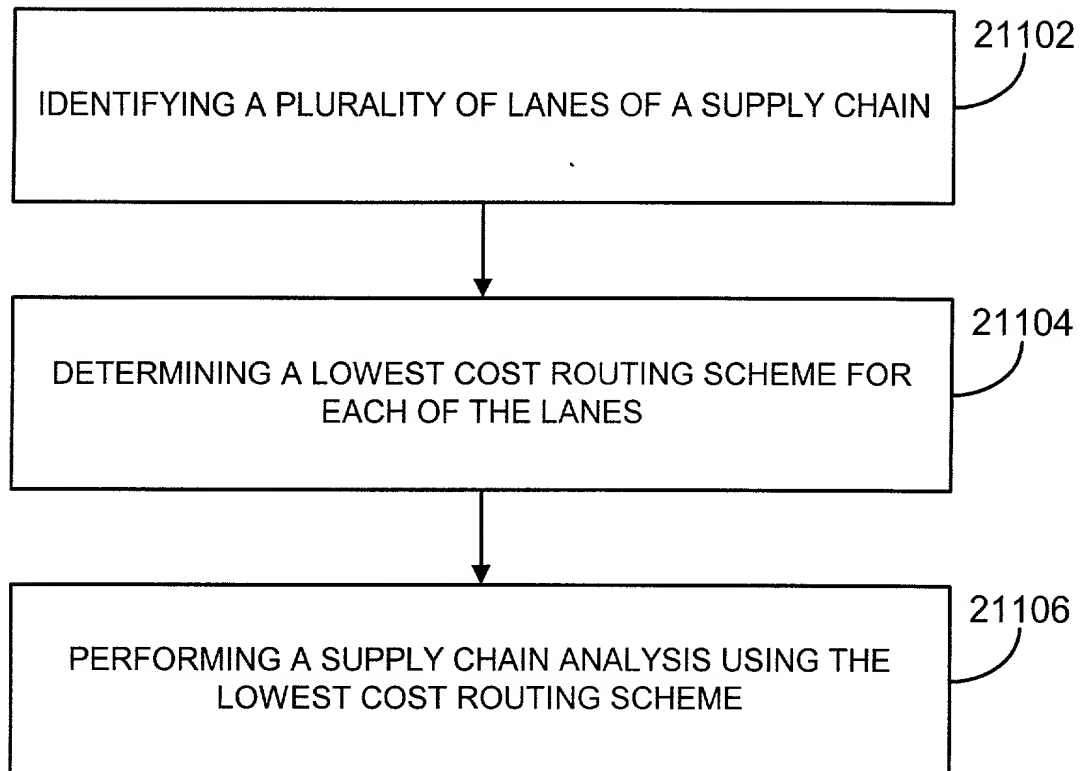 21102
IDENTIFYING A PLURALITY OF LANES OF A SUPPLY CHAIN
21104
DETERMINING A LOWEST COST ROUTING SCHEME FOR
EACH OF THE LANES
21106
PERFORMING A SUPPLY CHAIN ANALYSIS USING THE
LOWEST COST ROUTING SCHEME